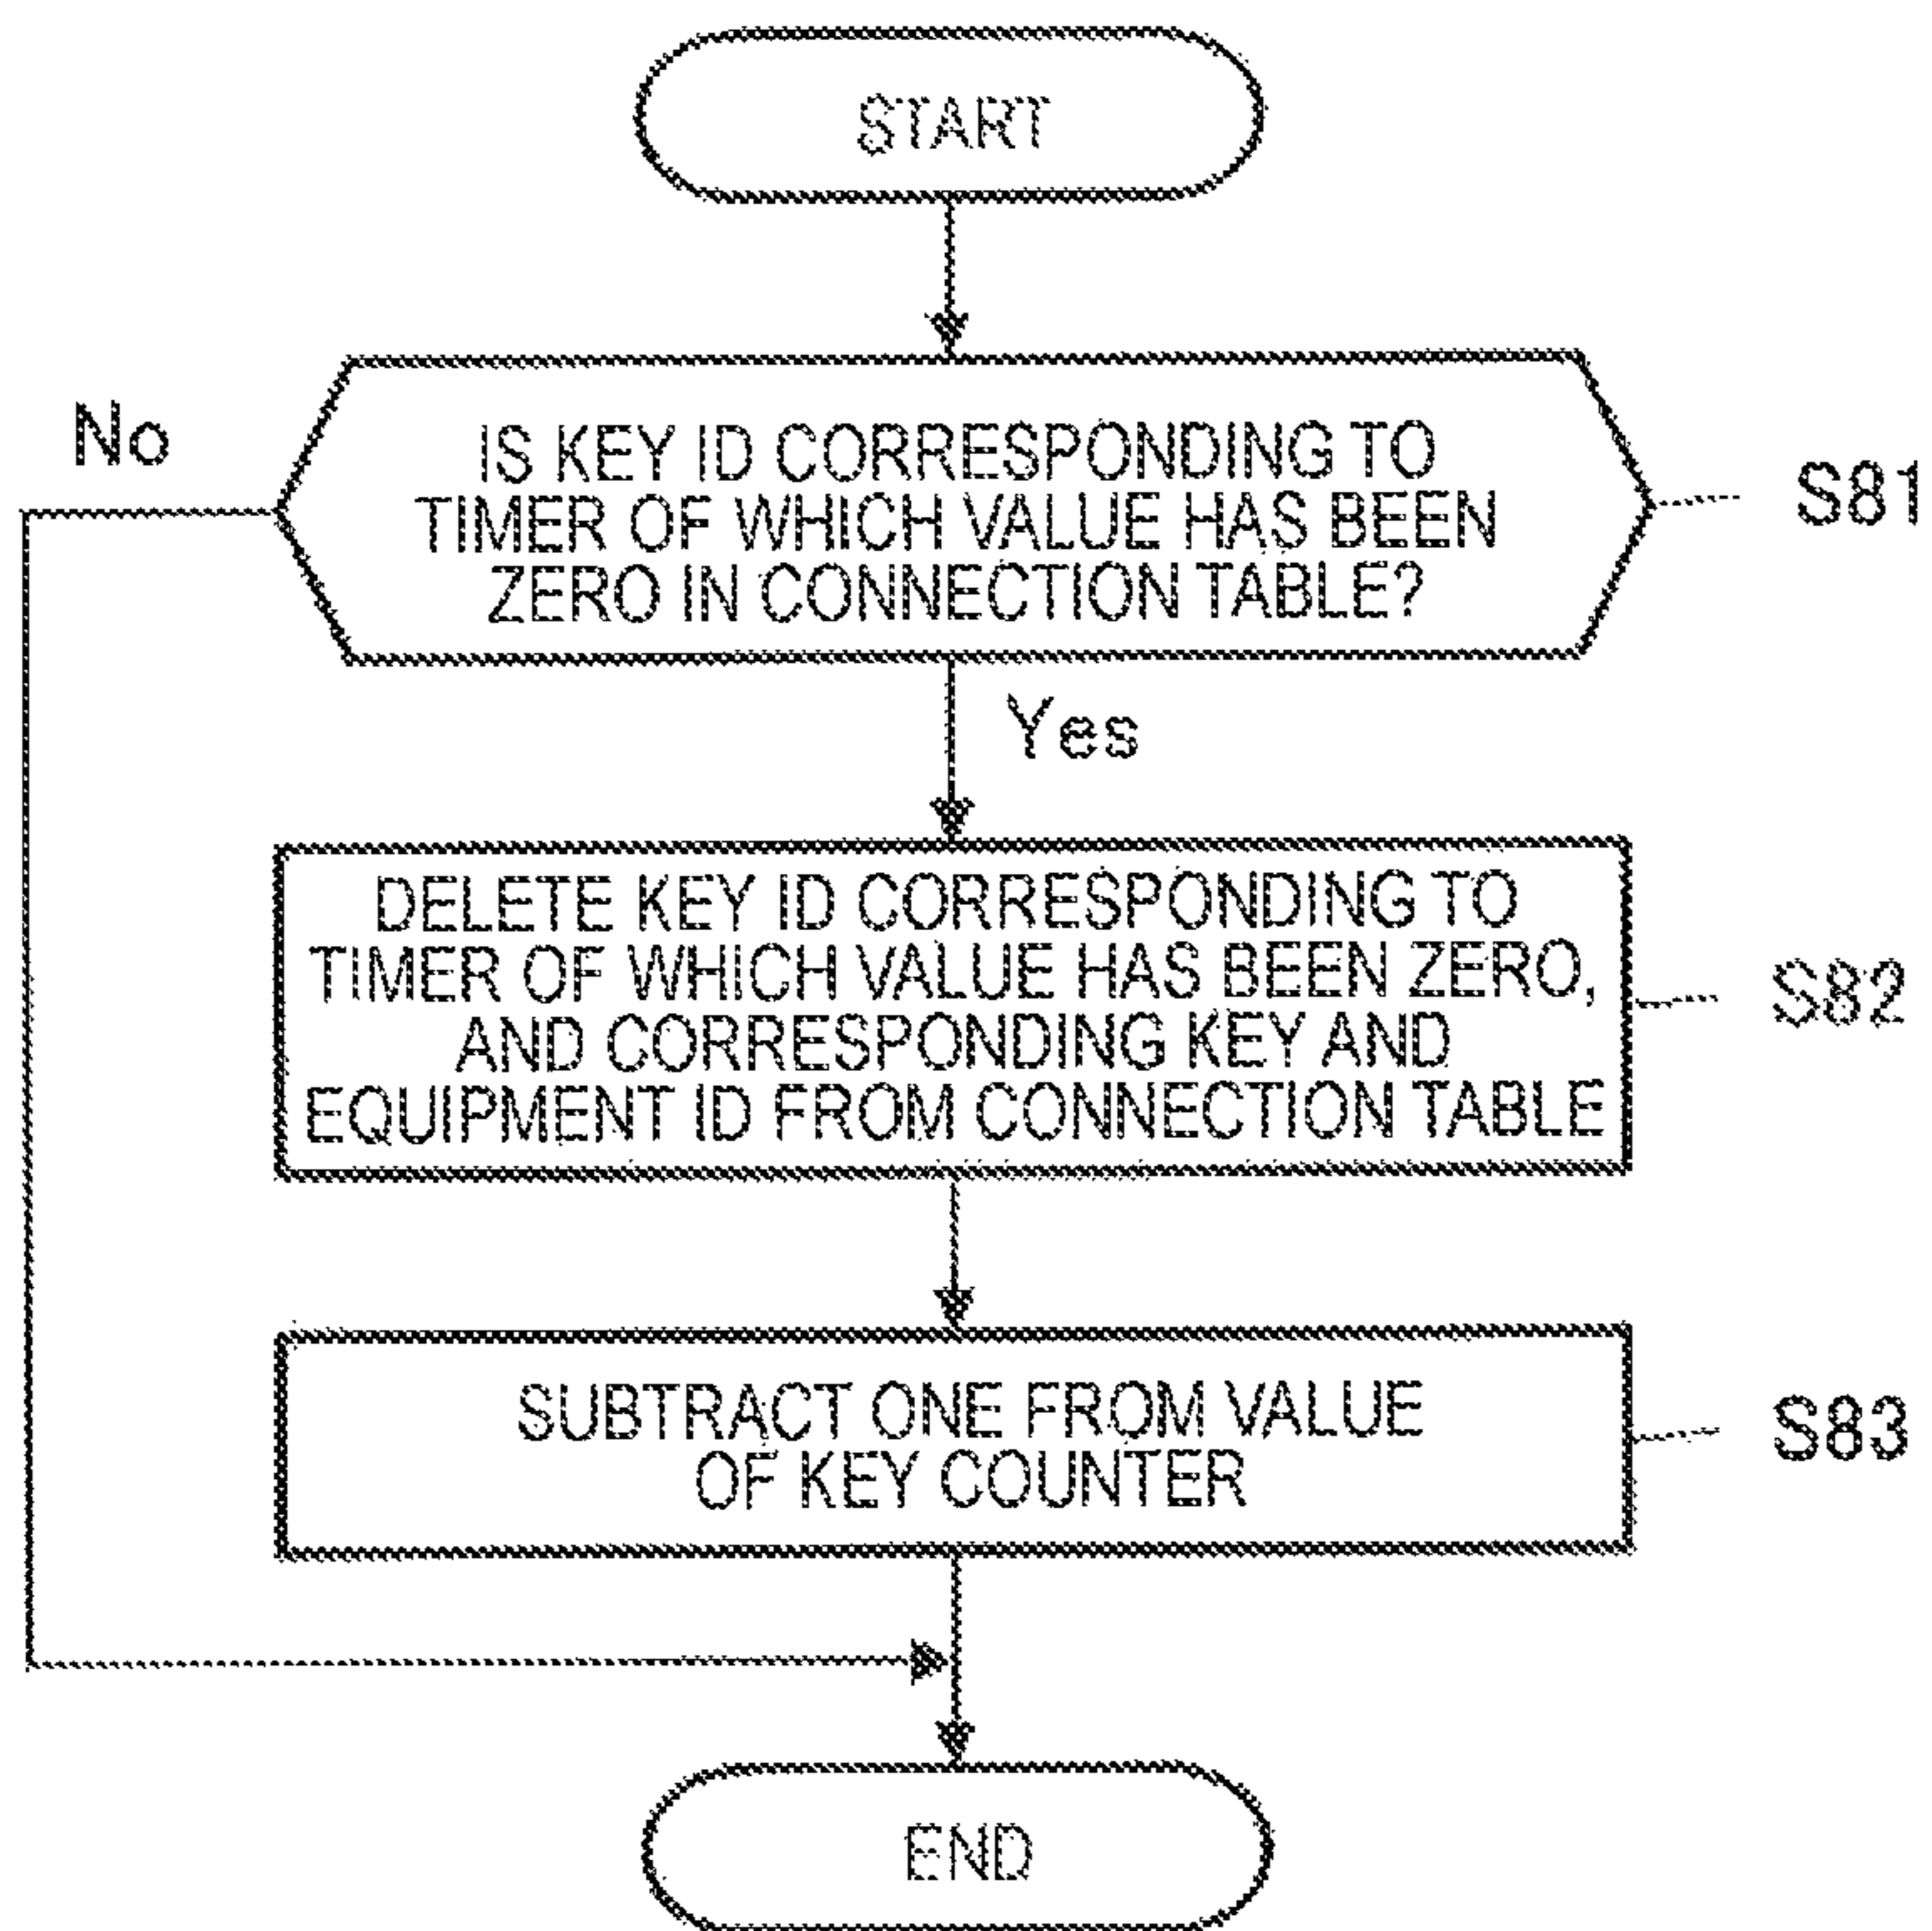 START
No
IS KEY ID CORRESPONDING TO
TIMER OF WHICH VALUE HAS BEEN
ZERO IN CONNECTION TABLE?
S81
Yes
DELETE KEY ID CORRESPONDING TO
TIMER OF WHICH VALUE HAS BEEN ZERO,
AND CORRESPONDING KEY AND
EQUIPMENT ID FROM CONNECTION TABLE
S82
SUBTRACT ONE FROM VALUE
OF KEY COUNTER
S83
END